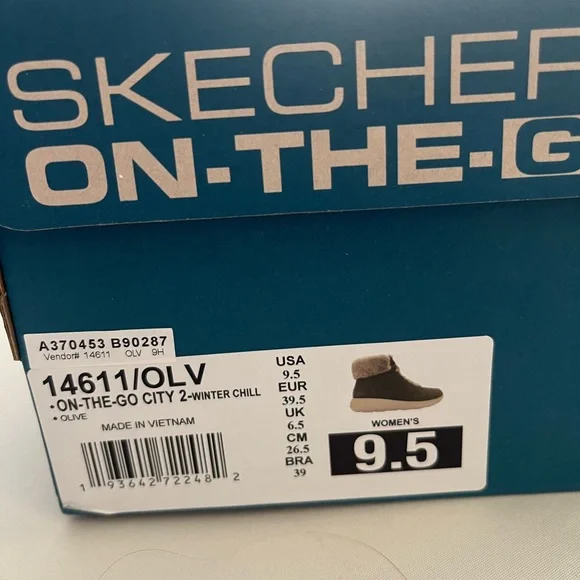 SKECHER
ON-THE-G
A370453 B90287
Vendor# 14611 OLV 9H
14611/OLV
•ON-THE-GO CITY 2-WINTER CHILL
• OLIVE
MADE IN VIETNAM
1 93642 72248 2
USA
9.5
EUR
39.5
UK
6.5
CM
26.5
BRA
39
WOMEN'S
9.5